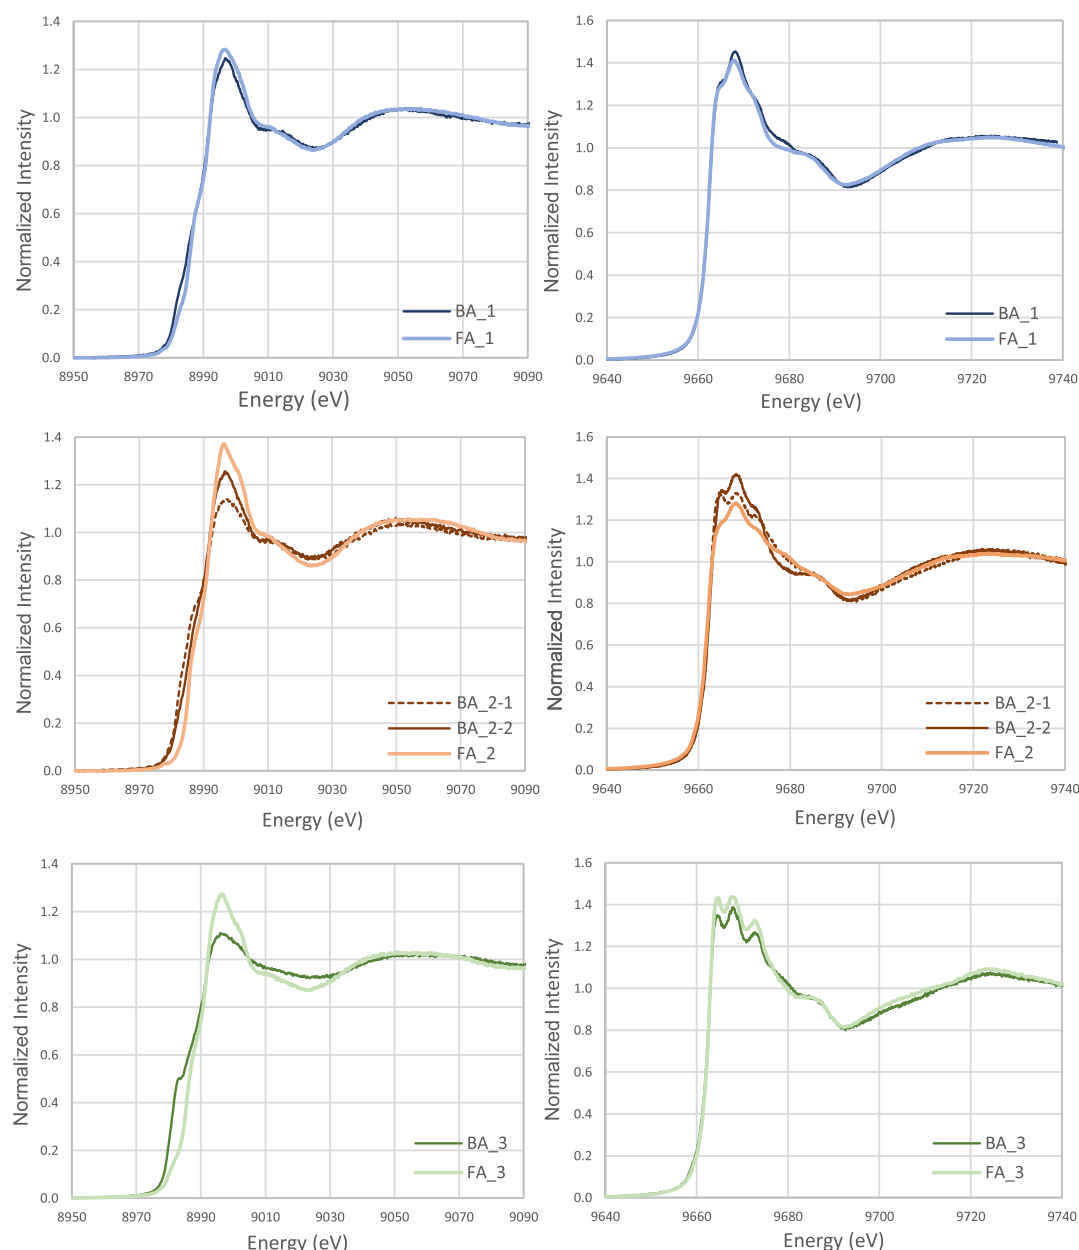 1.4
1.2
1.0
0.8
0.6
0.4
0.2
0.0
Normalized Intensity
8950 8970 8990 9010 9030 9050 9070 9090
Energy (eV)
BA_1
FA_1
1.6
1.4
1.2
1.0
0.8
0.6
0.4
0.2
0.0
Normalized Intensity
9640 9660 9680 9700 9720 9740
Energy (eV)
BA_1
FA_1
1.4
1.2
1.0
0.8
0.6
0.4
0.2
0.0
Normalized Intensity
8950 8970 8990 9010 9030 9050 9070 9090
Energy (eV)
BA_2-1
BA_2-2
FA_2
1.6
1.4
1.2
1.0
0.8
0.6
0.4
0.2
0.0
Normalized Intensity
9640 9660 9680 9700 9720 9740
Energy (eV)
BA_2-1
BA_2-2
FA_2
1.4
1.2
1.0
0.8
0.6
0.4
0.2
0.0
Normalized Intensity
8950 8970 8990 9010 9030 9050 9070 9090
Energy (eV)
BA_3
FA_3
1.6
1.4
1.2
1.0
0.8
0.6
0.4
0.2
0.0
Normalized Intensity
9640 9660 9680 9700 9720 9740
Energy (eV)
BA_3
FA_3